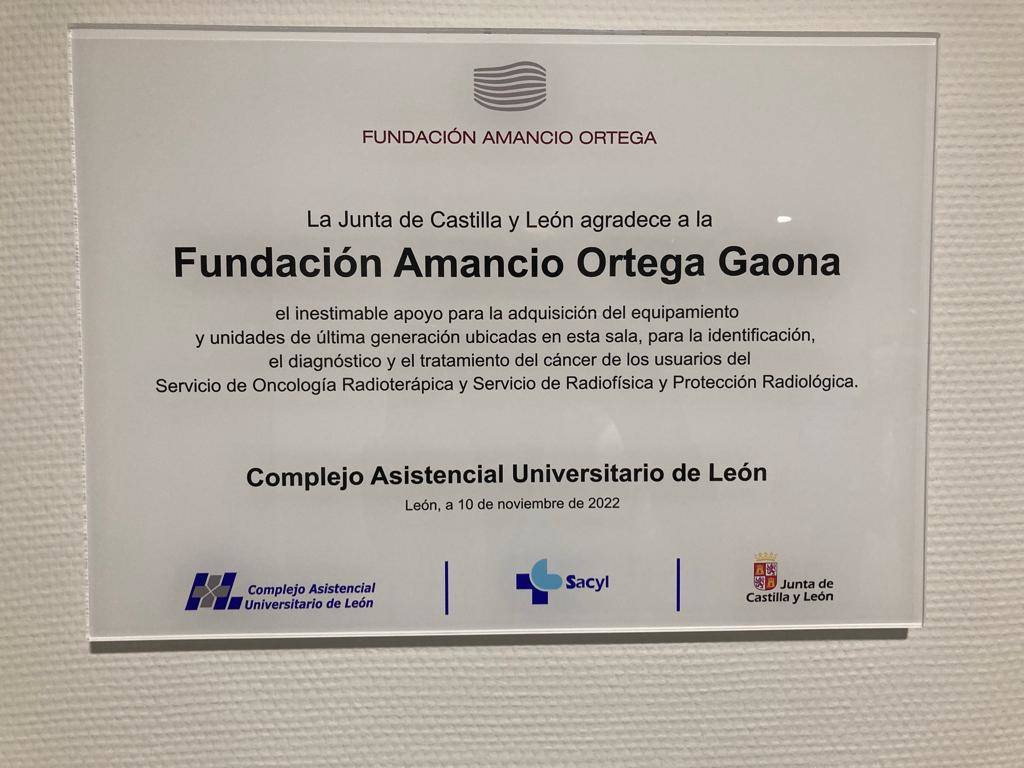 FUNDACIÓN AMANCIO ORTEGA
La Junta de Castilla y León agradece a la
Fundación Amancio Ortega Gaona
el inestimable apoyo para la adquisición del equipamiento
y unidades de última generación ubicadas en esta sala, para la identificación,
el diagnóstico y el tratamiento del cáncer de los usuarios del
Servicio de Oncología Radioterápica y Servicio de Radiofísica y Protección Radiológica.
Complejo Asistencial Universitario de León
León, a 10 de noviembre de 2022
Complejo Asistencial
Universitario de León
Sacyl
Junta de
Castilla y León